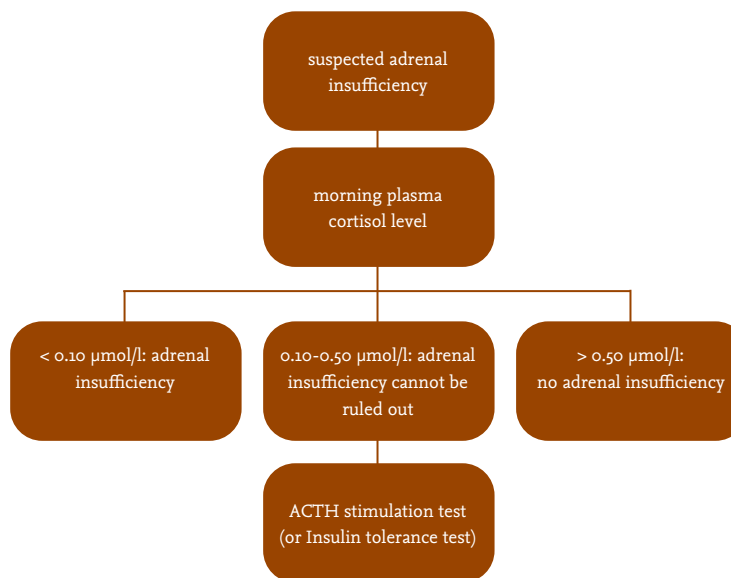 suspected adrenal
insufficiency
morning plasma
cortisol level
< 0.10 µmol/l: adrenal
insufficiency
0.10-0.50 µmol/l: adrenal
insufficiency cannot be
ruled out
> 0.50 µmol/l:
no adrenal insufficiency
ACTH stimulation test
(or Insulin tolerance test)